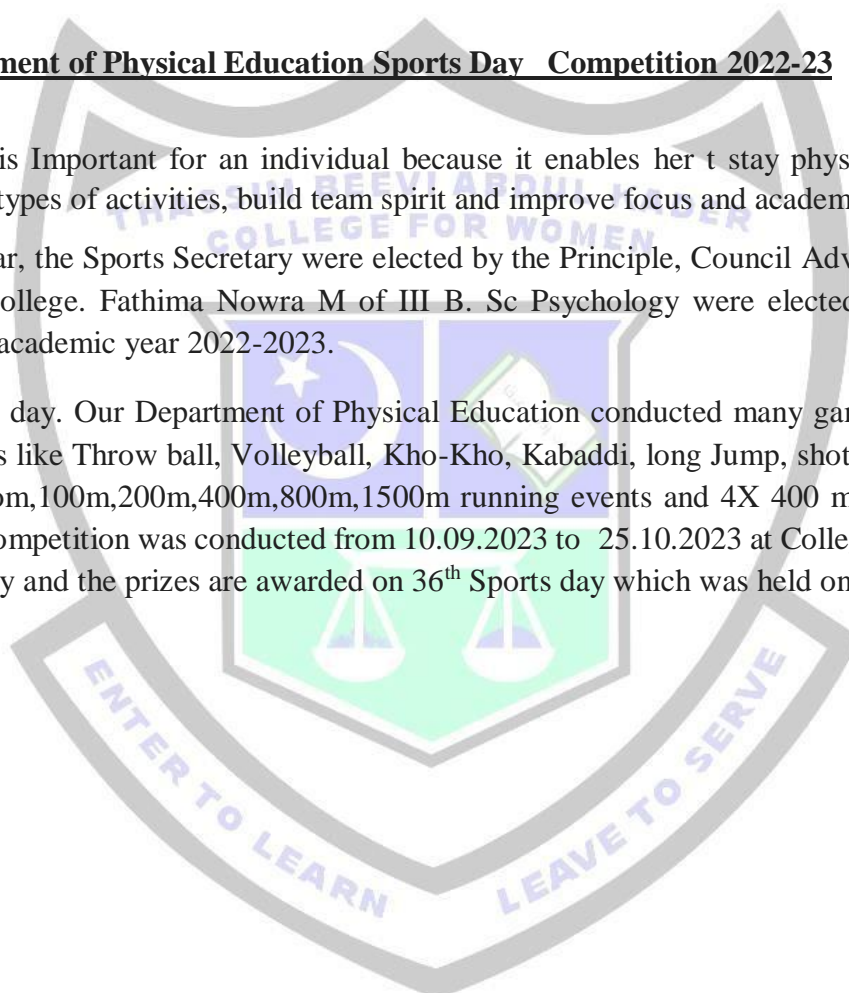 ment of Physical Education Sports Day Competition 2022-23
is Important for an individual because it enables her t stay phys
types of activities, build team spirit and improve focus and academ
THASSIM BEEVI ABDUL KADER
COLLEGE FOR WOMEN
ar, the Sports Secretary were elected by the Principle, Council Adv
ollege. Fathima Nowra M of III B. Sc Psychology were elected
academic year 2022-2023.
day. Our Department of Physical Education conducted many gar
s like Throw ball, Volleyball, Kho-Kho, Kabaddi, long Jump, shot
om,100m,200m,400m,800m,1500m running events and 4X 400 m
ompetition was conducted from 10.09.2023 to 25.10.2023 at Colle
y and the prizes are awarded on 36th Sports day which was held on
ENTER TO LEARN
LEAVE TO SERVE